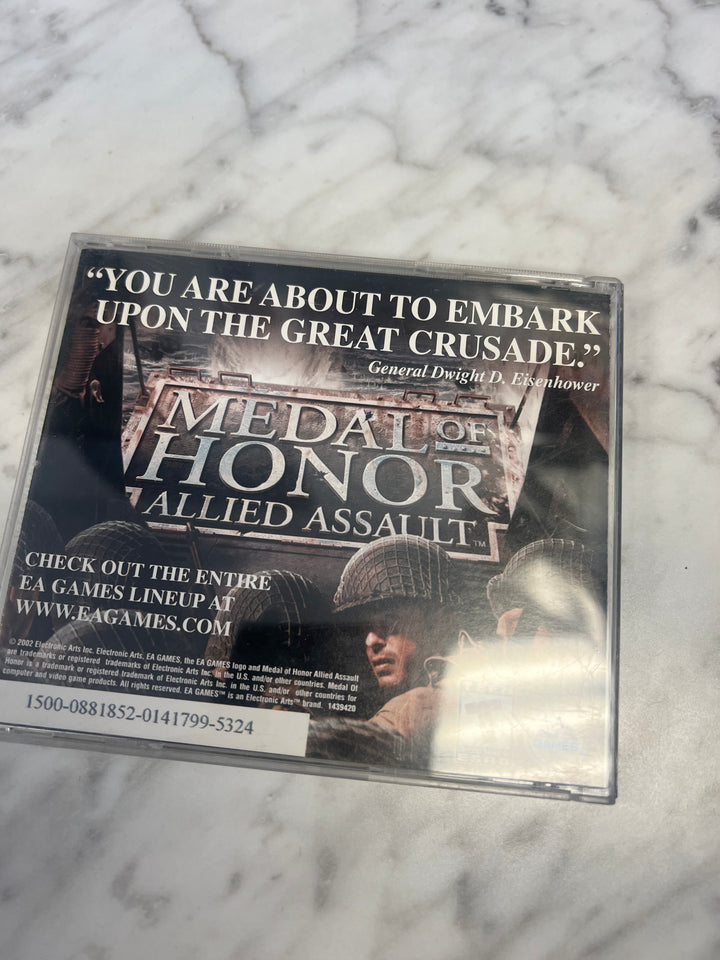 “YOU ARE ABOUT TO EMBARK
UPON THE GREAT CRUSADE.”
General Dwight D. Eisenhower
MEDAL OF
HONOR
ALLIED ASSAULT™
CHECK OUT THE ENTIRE
EA GAMES LINEUP AT
WWW.EAGAMES.COM
© 2002 Electronic Arts Inc. Electronic Arts, EA GAMES, the EA GAMES logo and Medal of Honor Allied Assault
are trademarks or registered trademarks of Electronic Arts Inc. in the U.S. and/or other countries. Medal Of
Honor is a trademark or registered trademark of Electronic Arts Inc. in the U.S. and/or other countries for
computer and video game products. All rights reserved. EA GAMES™ is an Electronic Arts™ brand. 1439420
1500-0881852-0141799-5324
GAMES